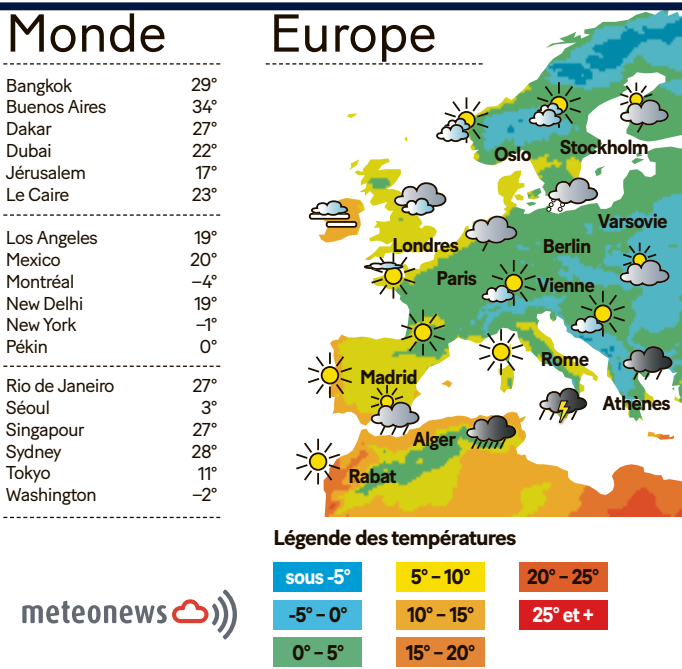 Monde
Bangkok 29°
Buenos Aires 34°
Dakar 27°
Dubai 22°
Jérusalem 17°
Le Caire 23°
Los Angeles 19°
Mexico 20°
Montréal –4°
New Delhi 19°
New York –1°
Pékin 0°
Rio de Janeiro 27°
Séoul 3°
Singapour 27°
Sydney 28°
Tokyo 11°
Washington –2°
meteonews
Europe
Oslo
Stockholm
Varsovie
Londres
Berlin
Paris
Vienne
Rome
Madrid
Athènes
Alger
Rabat
Légende des températures
sous -5° 5° – 10° 20° – 25°
-5° – 0° 10° – 15° 25° et +
0° – 5° 15° – 20°